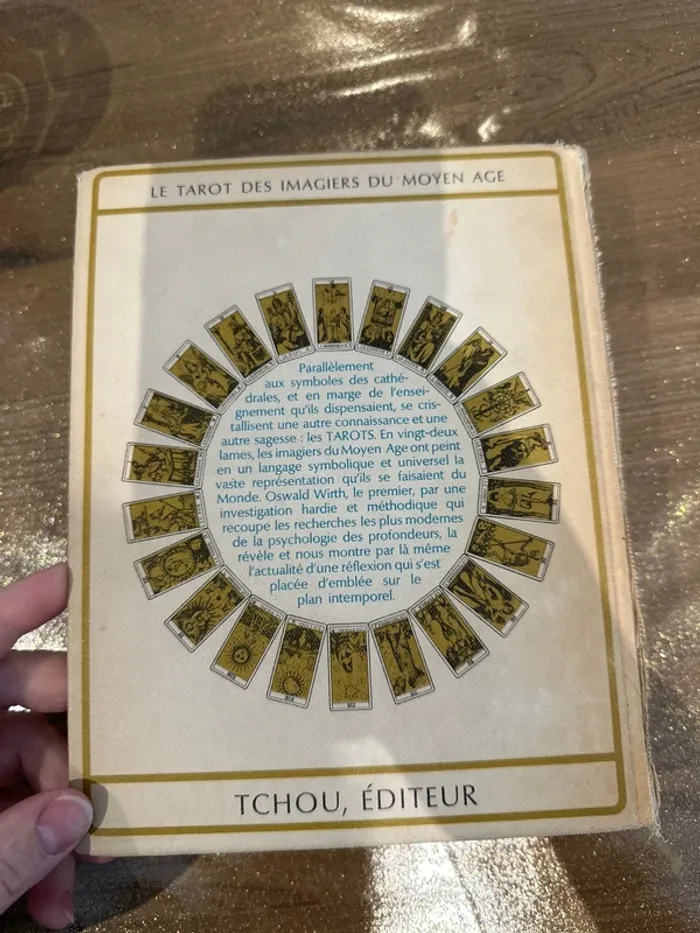 LE TAROT DES IMAGIERS DU MOYEN AGE
Parallèlement
aux symboles des cathé-
drales, et en marge de l'ensei-
gnement qu'ils dispensaient, se cris-
tallisent une autre connaissance et une
autre sagesse : les TAROTS. En vingt-deux
lames, les imagiers du Moyen Age ont peint
en un langage symbolique et universel la
vaste représentation qu'ils se faisaient du
Monde. Oswald Wirth, le premier, par une
investigation hardie et méthodique qui
recoupe les recherches les plus modernes
de la psychologie des profondeurs, la
révèle et nous montre par là même
l'actualité d'une réflexion qui s'est
placée d'emblée sur le
plan intemporel.
TCHOU, ÉDITEUR